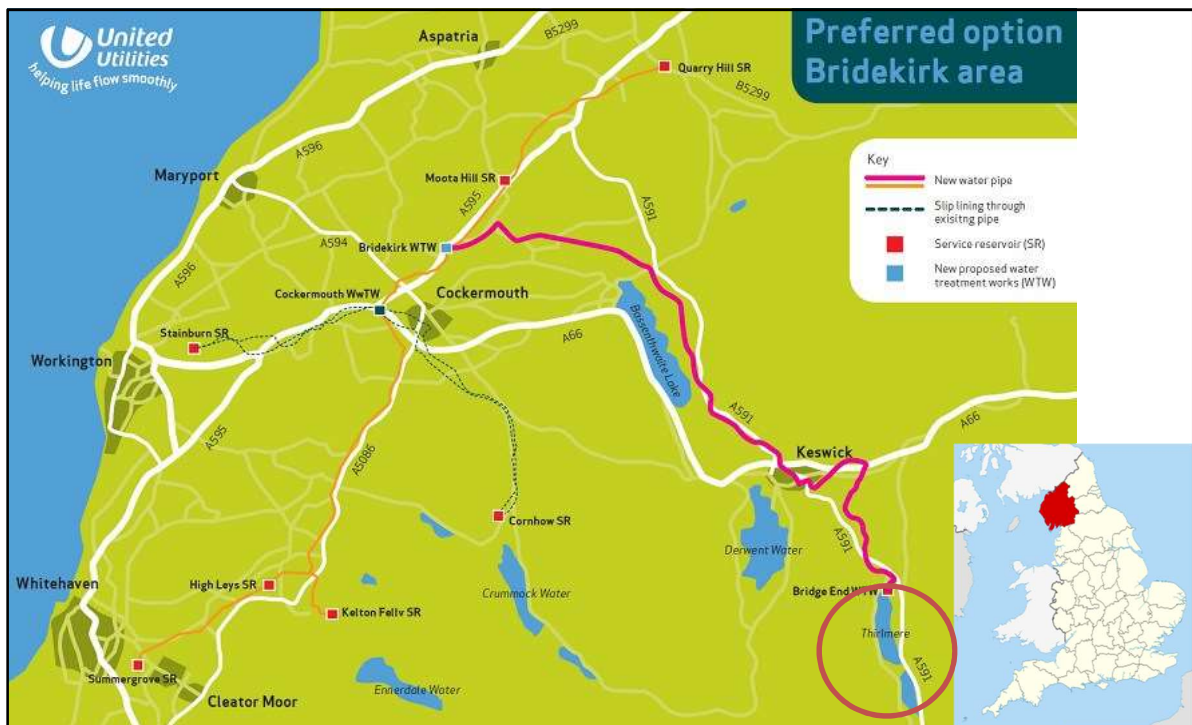 United
Utilities
helping life flow smoothly
Preferred option
Bridekirk area
Key
New water pipe
Slip lining through
exisitng pipe
Service reservoir (SR)
New proposed water
treatment works (WTW)
Aspatria
B5299
Quarry Hill SR
B5299
A596
Maryport
Moota Hill SR
A595
A591
A594
Bridekirk WTW
A596
Cockermouth WwTW
Cockermouth
Stainburn SR
A66
Bassenthwaite Lake
Workington
A595
A5086
A591
A66
Keswick
Cornhow SR
A591
Derwent Water
Whitehaven
High Leys SR
Crummock Water
Bridge End WTW
Kelton Fellv SR
Thirlmere
Summergrove SR
Ennerdale Water
A591
Cleator Moor